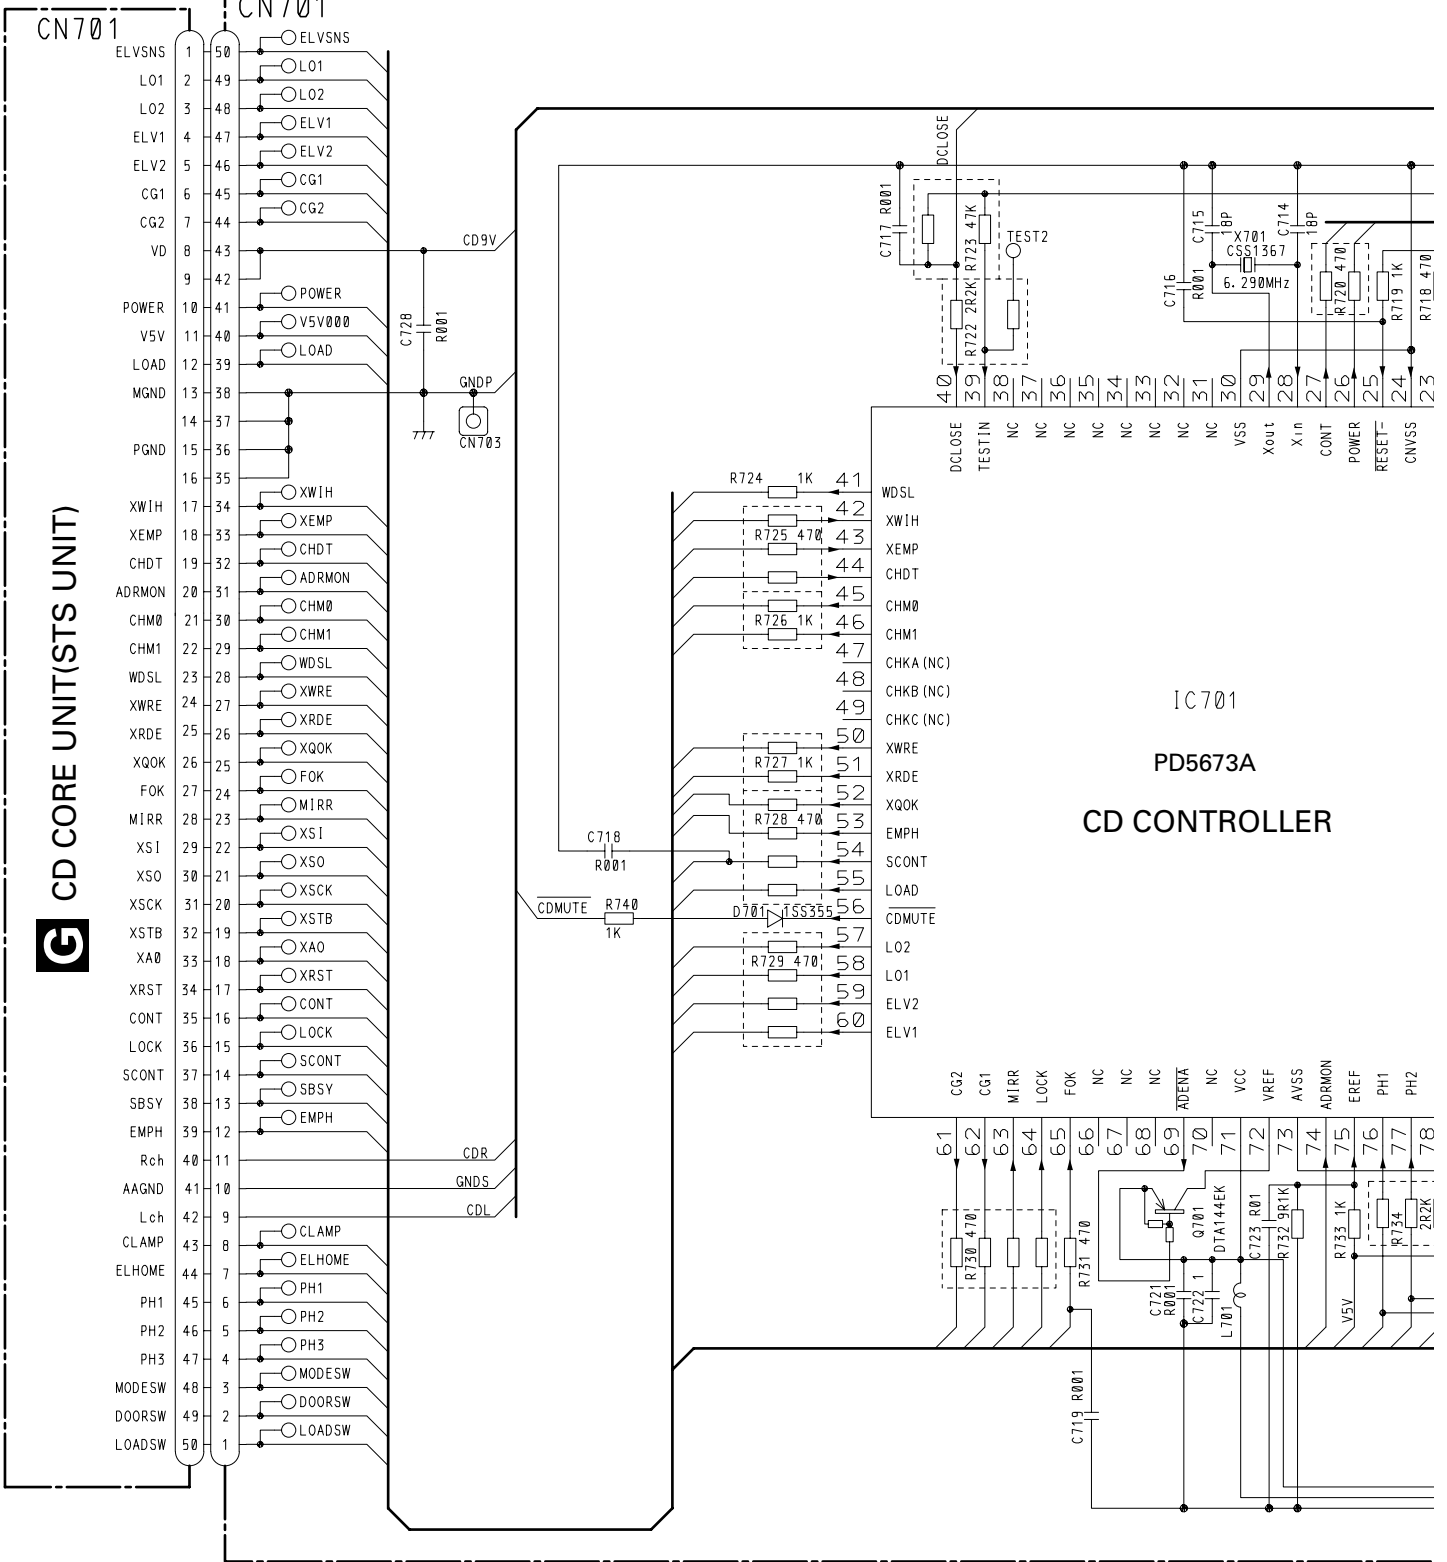 CN701
CN701
ELVSNS 1 50 ELVSNS
LO1 2 49 LO1
LO2 3 48 LO2
ELV1 4 47 ELV1
ELV2 5 46 ELV2
CG1 6 45 CG1
CG2 7 44 CG2
VD 8 43
9 42
POWER 10 41 POWER
V5V 11 40 V5V000
LOAD 12 39 LOAD
MGND 13 38
14 37
PGND 15 36
16 35
XWIH 17 34 XWIH
XEMP 18 33 XEMP
CHDT 19 32 CHDT
ADRMON 20 31 ADRMON
CHM0 21 30 CHM0
CHM1 22 29 CHM1
WDSL 23 28 WDSL
XWRE 24 27 XWRE
XRDE 25 26 XRDE
XQOK 26 25 XQOK
FOK 27 24 FOK
MIRR 28 23 MIRR
XSI 29 22 XSI
XSO 30 21 XSO
XSCK 31 20 XSCK
XSTB 32 19 XSTB
XA0 33 18 XAO
XRST 34 17 XRST
CONT 35 16 CONT
LOCK 36 15 LOCK
SCONT 37 14 SCONT
SBSY 38 13 SBSY
EMPH 39 12 EMPH
Rch 40 11
AAGND 41 10
Lch 42 9
CLAMP 43 8 CLAMP
ELHOME 44 7 ELHOME
PH1 45 6 PH1
PH2 46 5 PH2
PH3 47 4 PH3
MODESW 48 3 MODESW
DOORSW 49 2 DOORSW
LOADSW 50 1 LOADSW
G CD CORE UNIT(STS UNIT)
CD9V
C728
R001
GNDP
CN703
CDR
GNDS
CDL
C718
R001
CDMUTE
R740
1K
DCLOSE
C717 R001
R723 47K
TEST2
R722 2R2K
C716
R001
C715
18P
X701
CSS1367
6.290MHz
C714
18P
R720 470
R719 1K
R718 470
40 DCLOSE
39 TESTIN
38 NC
37 NC
36 NC
35 NC
34 NC
33 NC
32 NC
31 NC
30 VSS
29 Xout
28 Xin
27 CONT
26 POWER
25 RESET-
24 CNVSS
23
R724 1K
41 WDSL
42 XWIH
R725 470
43 XEMP
44 CHDT
45 CHM0
R726 1K
46 CHM1
47 CHKA(NC)
48 CHKB(NC)
49 CHKC(NC)
50 XWRE
R727 1K
51 XRDE
52 XQOK
R728 470
53 EMPH
54 SCONT
55 LOAD
D701 1SS355
56 CDMUTE
57 LO2
R729 470
58 LO1
59 ELV2
60 ELV1
IC701
PD5673A
CD CONTROLLER
CG2 61
CG1 62
MIRR 63
LOCK 64
FOK 65
NC 66
NC 67
NC 68
ADENA 69
NC 70
VCC 71
VREF 72
AVSS 73
ADRMON 74
EREF 75
PH1 76
PH2 77
78
R730 470
R731 470
C719 R001
Q701
DTA144EK
C721
R001
C722 1
L701
C723 R01
R732 9R1K
R733 1K
V5V
R734
2R2K